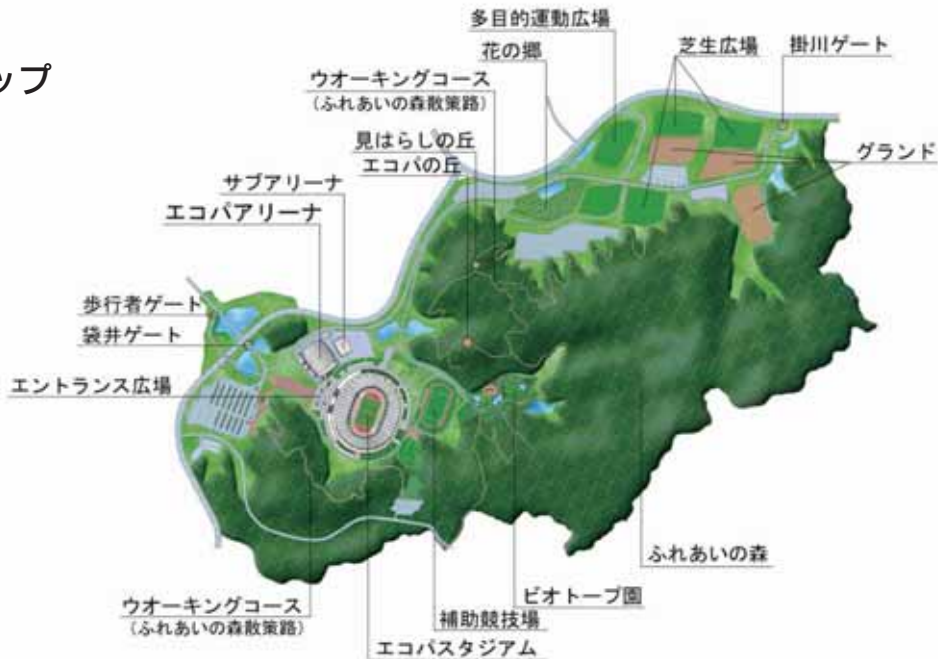 ップ
多目的運動広場
花の郷
芝生広場
掛川ゲート
ウオーキングコース
(ふれあいの森散策路)
見はらしの丘
エコパの丘
グランド
サブアリーナ
エコパアリーナ
歩行者ゲート
袋井ゲート
エントランス広場
ふれあいの森
ビオトープ園
ウオーキングコース
(ふれあいの森散策路)
補助競技場
エコパスタジアム